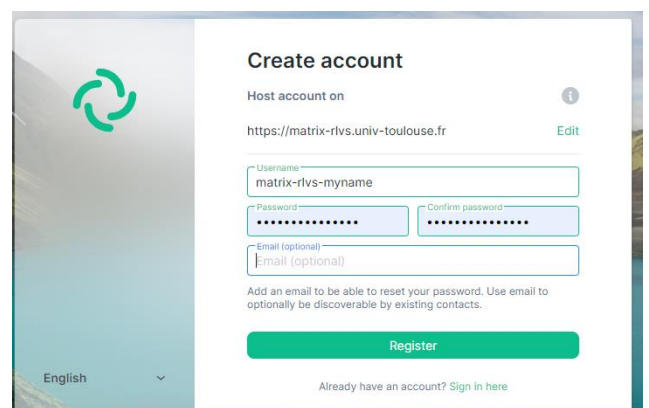 Create account
Host account on
https://matrix-rlvs.univ-toulouse.fr Edit
Username
matrix-rlvs-myname
Password Confirm password
Email (optional)
Email (optional)
Add an email to be able to reset your password. Use email to
optionally be discoverable by existing contacts.
Register
English
Already have an account? Sign in here